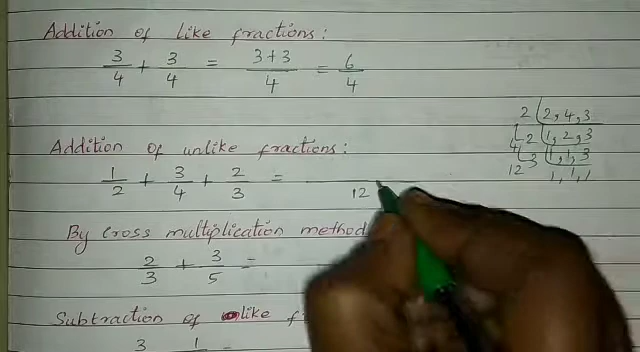 Addition of like fractions:
3/4 + 3/4 = 3+3/4 = 6/4
2 | 2, 4, 3
2 | 1, 2, 3
4
3 | 1, 1, 3
12
1, 1, 1
Addition of unlike fractions:
1/2 + 3/4 + 2/3 = /12
By cross multiplication method
2/3 + 3/5 =
Subtraction of like f
3 1 -